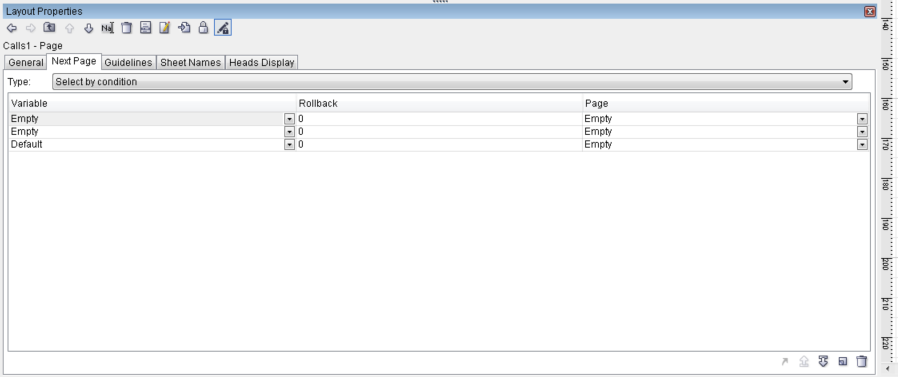 Layout Properties
Nal
Calls1 - Page
General Next Page Guidelines Sheet Names Heads Display
Type: Select by condition
Variable Rollback Page
Empty 0 Empty
Empty 0 Empty
Default 0 Empty
140
150
160
170
180
190
200
210
220